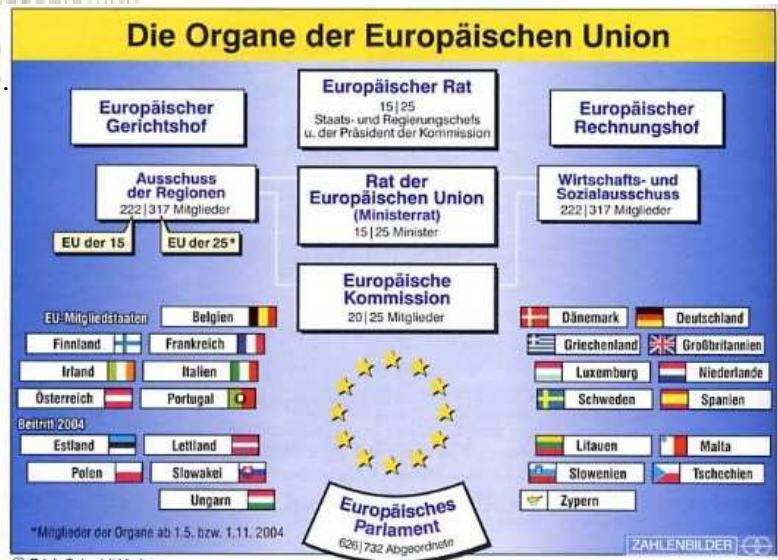 Die Organe der Europäischen Union
Europäischer
Gerichtshof
Europäischer Rat
15|25
Staats- und Regierungschefs
u. der Präsident der Kommission
Europäischer
Rechnungshof
Ausschuss
der Regionen
222|317 Mitglieder
EU der 15
EU der 25*
Rat der
Europäischen Union
(Ministerrat)
15|25 Minister
Wirtschafts- und
Sozialausschuss
222|317 Mitglieder
Europäische
Kommission
20|25 Mitglieder
EU-Mitgliedstaaten
Belgien
Finnland
Frankreich
Irland
Italien
Österreich
Portugal
Dänemark
Deutschland
Griechenland
Großbritannien
Luxemburg
Niederlande
Schweden
Spanien
Beitritt 2004
Estland
Lettland
Polen
Slowakei
Ungarn
Litauen
Malta
Slowenien
Tschechien
Zypern
Europäisches
Parlament
626|732 Abgeordnete
*Mitglieder der Organe ab 1.5. bzw. 1.11. 2004
ZAHLENBILDER